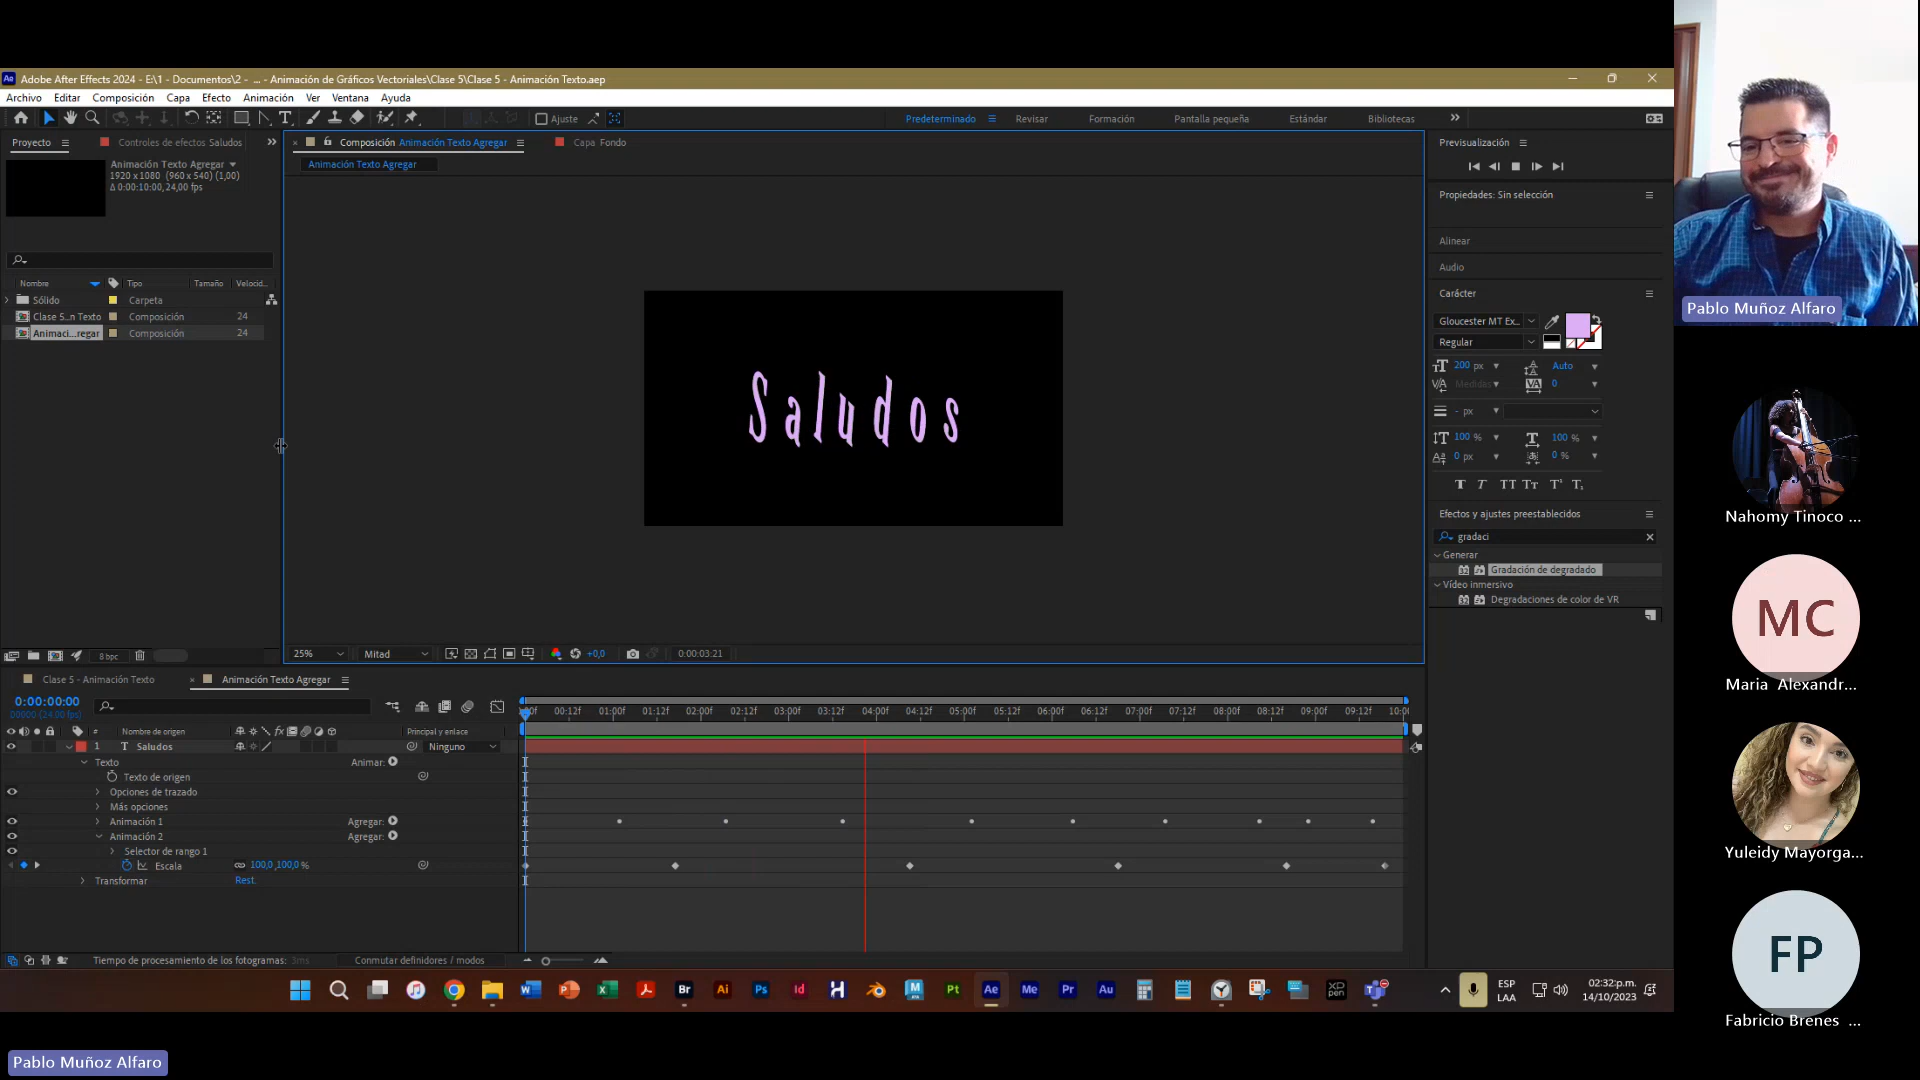 Adobe After Effects 2024 - E:\1 - Documentos\2 - ... - Animación de Gráficos Vectoriales\Clase 5\Clase 5 - Animación Texto.aep
Archivo Editar Composición Capa Efecto Animación Ver Ventana Ayuda
Ajuste
Predeterminado Revisar Formación Pantalla pequeña Estándar Bibliotecas
Proyecto Controles de efectos Saludos
Animación Texto Agregar
1920 x 1080 (960 x 540) (1,00)
Δ 0:00:10:00, 24,00 fps
Nombre Tipo Tamaño Velocid...
Sólido Carpeta
Clase 5...n Texto Composición 24
Animaci...regar Composición 24
8 bpc
Composición Animación Texto Agregar
Capa Fondo
Animación Texto Agregar
Saludos
25% Mitad +0,0 0:00:03:21
Previsualización
Propiedades: Sin selección
Alinear
Audio
Carácter
Gloucester MT Ex...
Regular
200 px Auto
0
- px
100 % 100 %
0 px 0 %
Efectos y ajustes preestablecidos
gradaci
Generar
Gradación de degradado
Vídeo inmersivo
Degradaciones de color de VR
Clase 5 - Animación Texto Animación Texto Agregar
0:00:00:00
00000 (24.00 fps)
00:12f 01:00f 01:12f 02:00f 02:12f 03:00f 03:12f 04:00f 04:12f 05:00f 05:12f 06:00f 06:12f 07:00f 07:12f 08:00f 08:12f 09:00f 09:12f
# Nombre de origen Principal y enlace
1 T Saludos Ninguno
Texto Animar:
Texto de origen
Opciones de trazado
Más opciones
Animación 1 Agregar:
Animación 2 Agregar:
Selector de rango 1
Escala 100,0,100,0 %
Transformar Rest.
Tiempo de procesamiento de los fotogramas: 3ms Conmutar definidores / modos
Br Ai Ps Id Pt Ae Me Pr Au
ESP
LAA
02:32:p.m.
14/10/2023
Pablo Muñoz Alfaro
Nahomy Tinoco ...
MC
Maria Alexandr...
Yuleidy Mayorga...
FP
Fabricio Brenes ...
Pablo Muñoz Alfaro